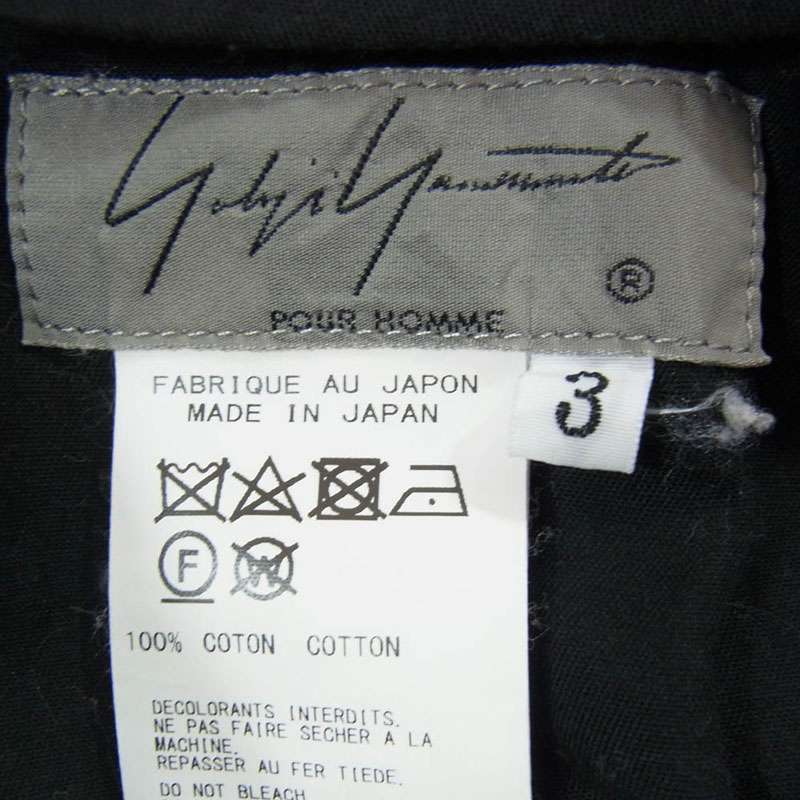 Yohji Yamamoto
®
POUR HOMME
3
FABRIQUE AU JAPON
MADE IN JAPAN
F
W
100% COTON COTTON
DECOLORANTS INTERDITS.
NE PAS FAIRE SECHER A LA
MACHINE.
REPASSER AU FER TIEDE.
DO NOT BLEACH